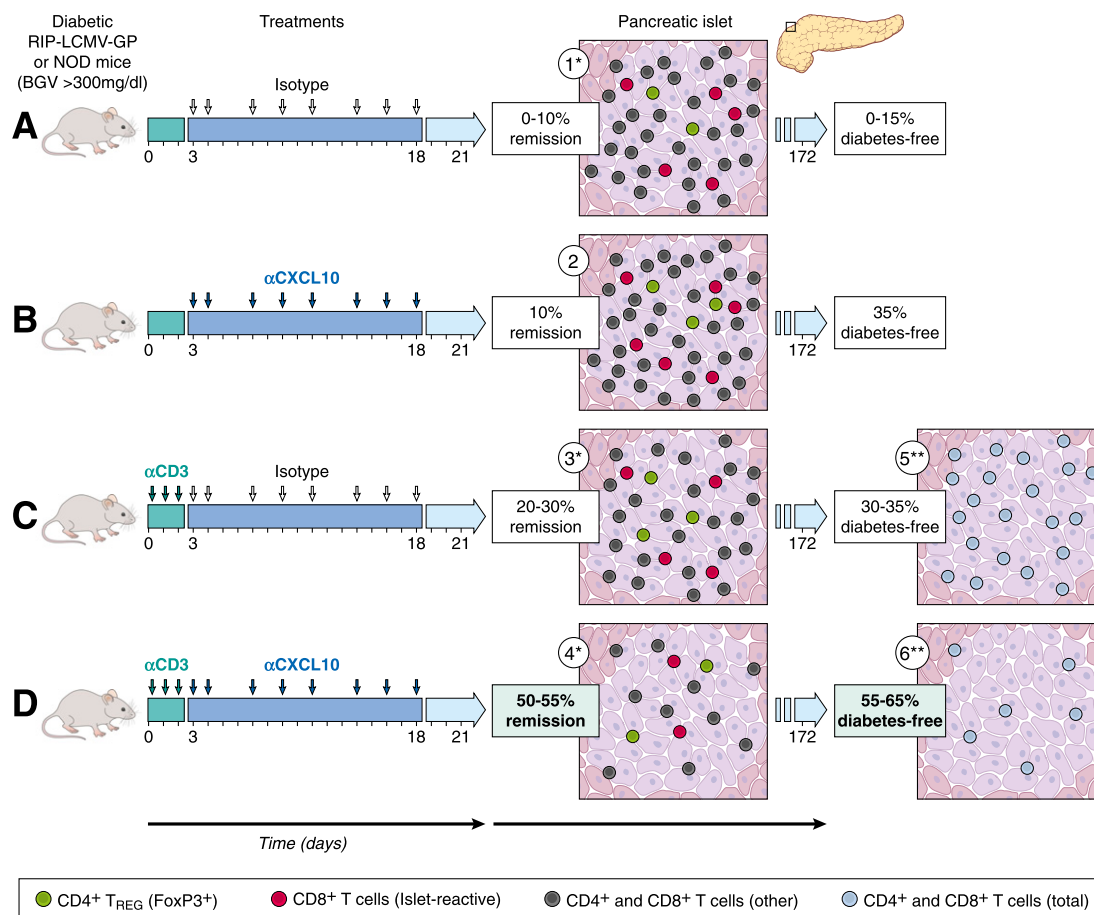 Diabetic
RIP-LCMV-GP
or NOD mice
(BGV >300mg/dl)
Treatments
Pancreatic islet
A
Isotype
0
3
18
21
0-10%
remission
1*
172
0-15%
diabetes-free
B
αCXCL10
0
3
18
21
10%
remission
2
172
35%
diabetes-free
C
αCD3
Isotype
0
3
18
21
20-30%
remission
3*
172
30-35%
diabetes-free
5**
D
αCD3
αCXCL10
0
3
18
21
50-55%
remission
4*
172
55-65%
diabetes-free
6**
Time (days)
CD4+ TREG (FoxP3+)
CD8+ T cells (Islet-reactive)
CD4+ and CD8+ T cells (other)
CD4+ and CD8+ T cells (total)